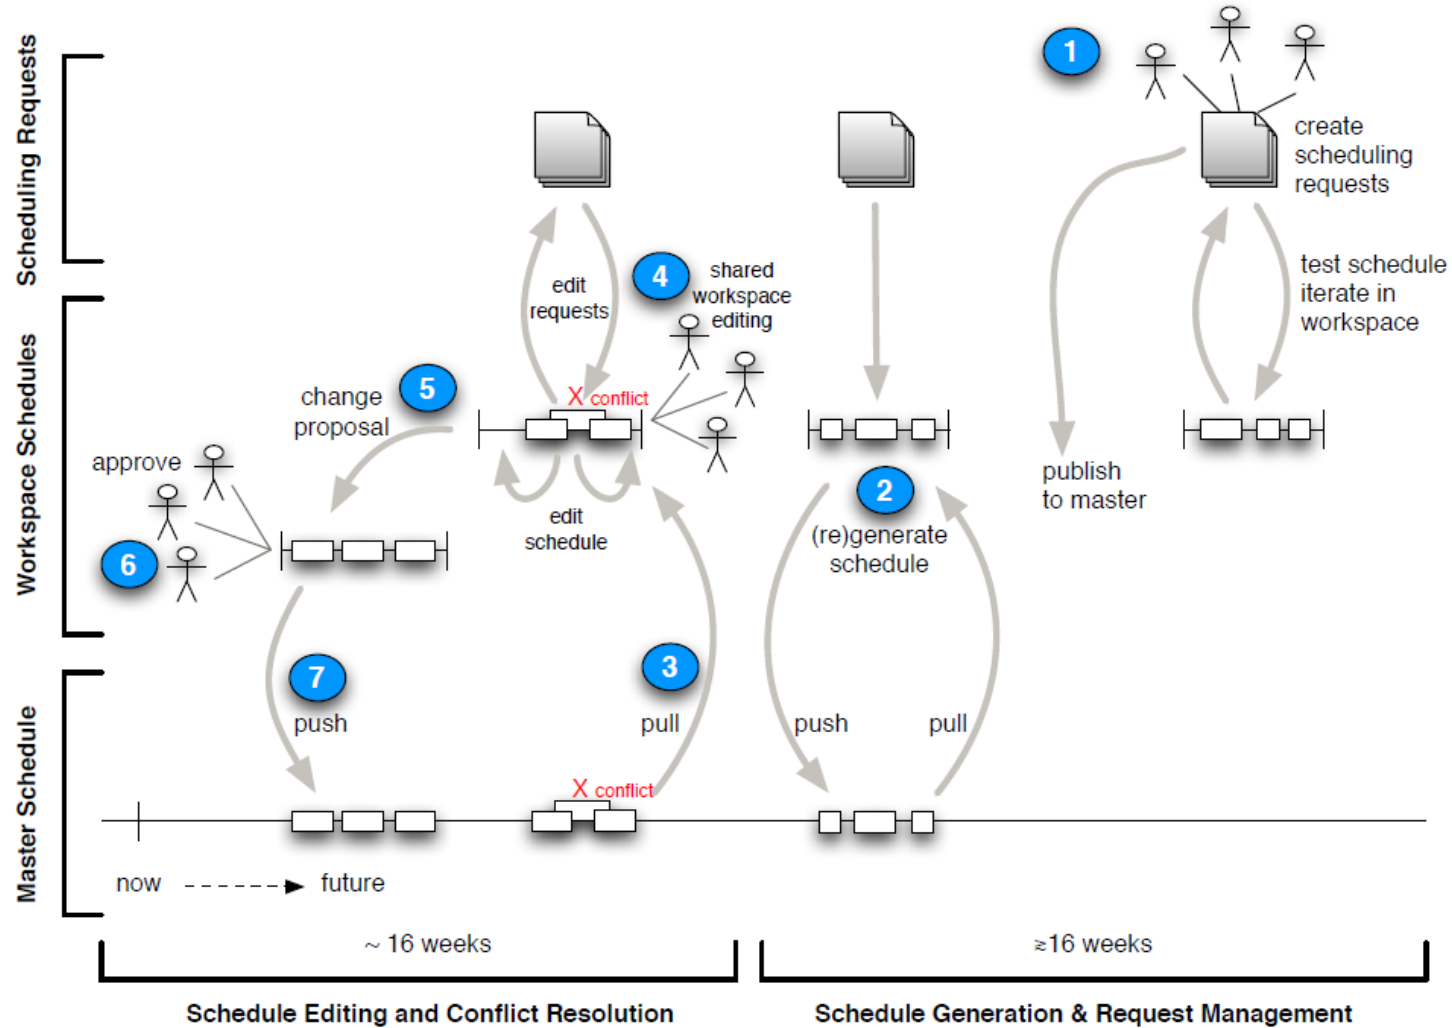 Scheduling Requests
Workspace Schedules
Master Schedule
1
create
scheduling
requests
test schedule
iterate in
workspace
publish
to master
2
(re)generate
schedule
push
pull
3
pull
4
shared
workspace
editing
edit
requests
X conflict
edit
schedule
5
change
proposal
approve
6
7
push
X conflict
now
future
~ 16 weeks
≳16 weeks
Schedule Editing and Conflict Resolution
Schedule Generation & Request Management